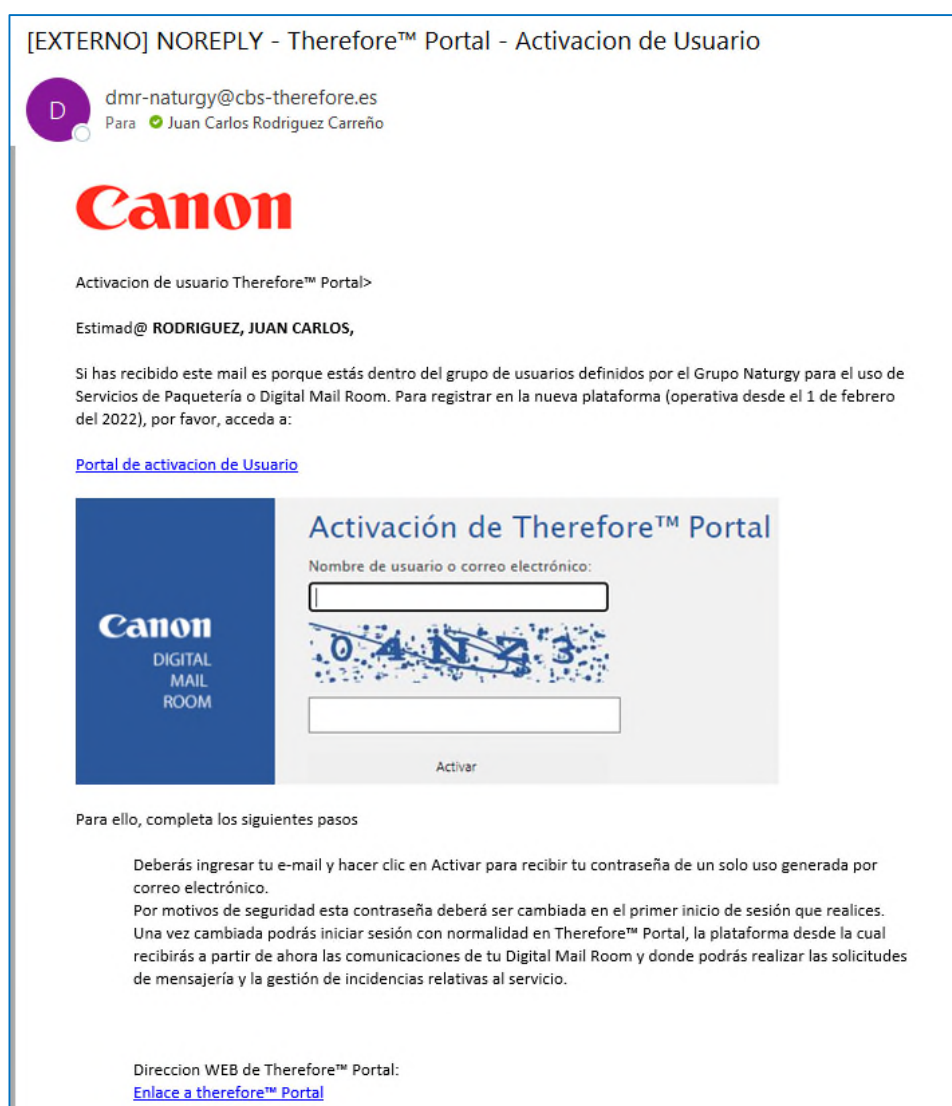 [EXTERNO] NOREPLY - Therefore™ Portal - Activacion de Usuario
D
dmr-naturgy@cbs-therefore.es
Para Juan Carlos Rodriguez Carreño
Canon
Activacion de usuario Therefore™ Portal>
Estimad@ RODRIGUEZ, JUAN CARLOS,
Si has recibido este mail es porque estás dentro del grupo de usuarios definidos por el Grupo Naturgy para el uso de
Servicios de Paquetería o Digital Mail Room. Para registrar en la nueva plataforma (operativa desde el 1 de febrero
del 2022), por favor, acceda a:
Portal de activacion de Usuario
Activación de Therefore™ Portal
Nombre de usuario o correo electrónico:
Canon
DIGITAL
MAIL
ROOM
04NZ3
Activar
Para ello, completa los siguientes pasos
Deberás ingresar tu e-mail y hacer clic en Activar para recibir tu contraseña de un solo uso generada por
correo electrónico.
Por motivos de seguridad esta contraseña deberá ser cambiada en el primer inicio de sesión que realices.
Una vez cambiada podrás iniciar sesión con normalidad en Therefore™ Portal, la plataforma desde la cual
recibirás a partir de ahora las comunicaciones de tu Digital Mail Room y donde podrás realizar las solicitudes
de mensajería y la gestión de incidencias relativas al servicio.
Direccion WEB de Therefore™ Portal:
Enlace a therefore™ Portal